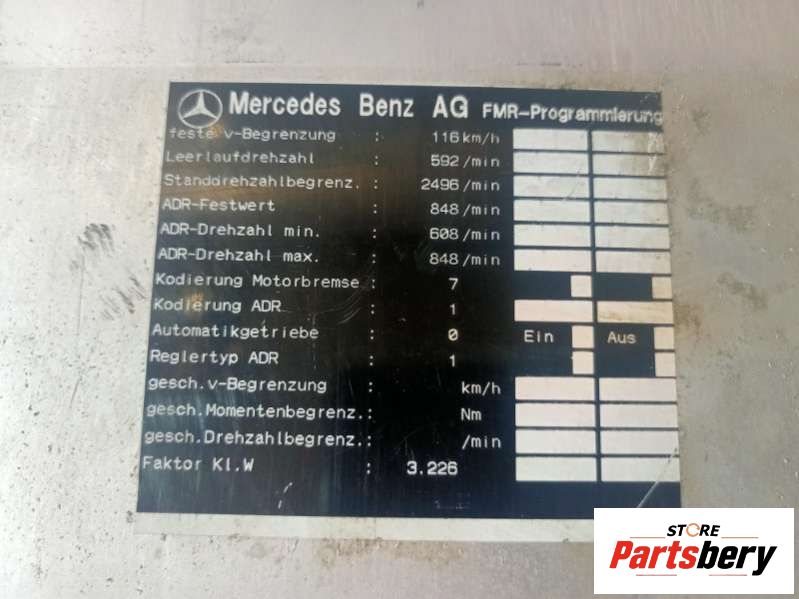 Mercedes Benz AG FMR-Programmierung
feste v-Begrenzung : 116 km/h
Leerlaufdrehzahl : 592 /min
Standdrehzahlbegrenz. : 2496 /min
ADR-Festwert : 848 /min
ADR-Drehzahl min. : 608 /min
ADR-Drehzahl max. : 848 /min
Kodierung Motorbremse : 7
Kodierung ADR : 1
Automatikgetriebe : 0 Ein Aus
Reglertyp ADR : 1
gesch.v-Begrenzung : km/h
gesch.Momentenbegrenz.: Nm
gesch.Drehzahlbegrenz.: /min
Faktor Kl.W : 3.226
STORE
Partsbery